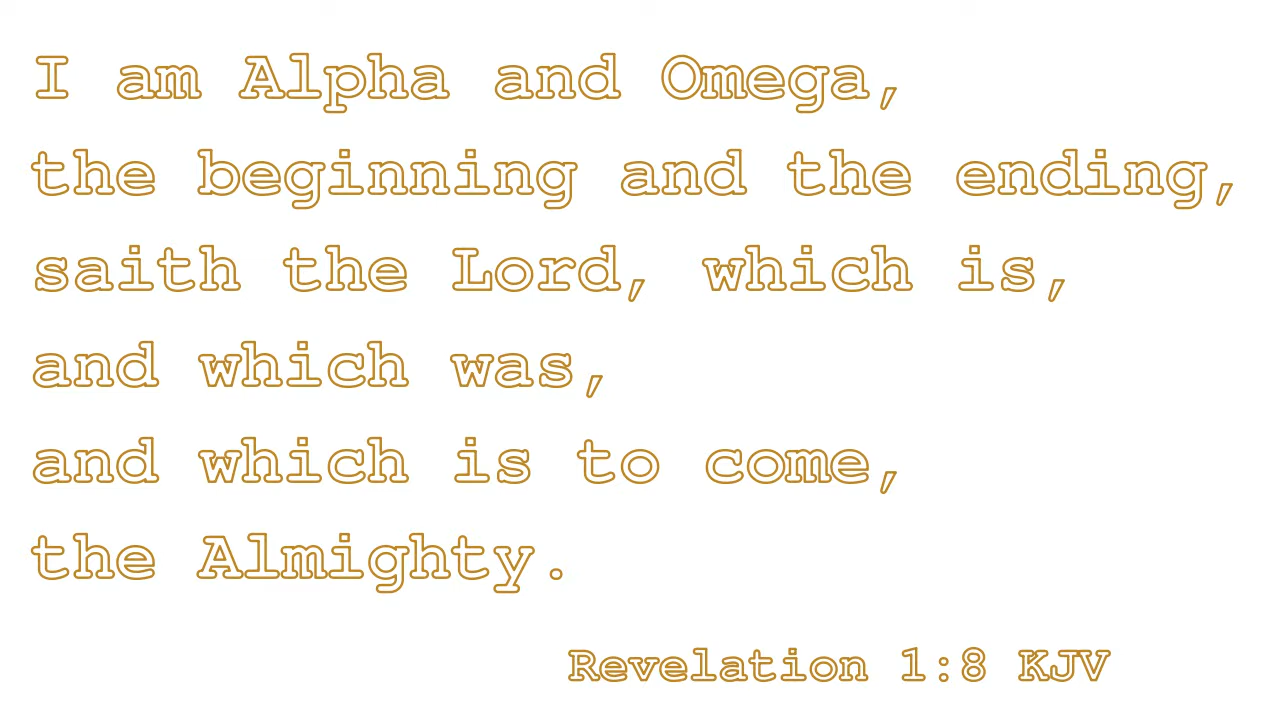 I am Alpha and Omega,
the beginning and the ending,
saith the Lord, which is,
and which was,
and which is to come,
the Almighty.
Revelation 1:8 KJV